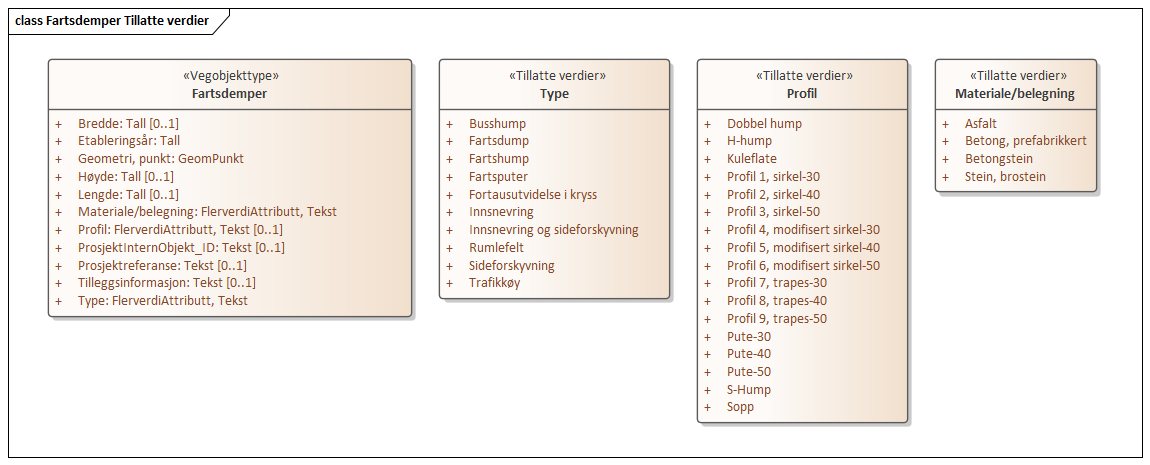 class Fartsdemper Tillatte verdier
«Vegobjekttype»
Fartsdemper
+ Bredde: Tall [0..1]
+ Etableringsår: Tall
+ Geometri, punkt: GeomPunkt
+ Høyde: Tall [0..1]
+ Lengde: Tall [0..1]
+ Materiale/belegning: FlerverdiAttributt, Tekst
+ Profil: FlerverdiAttributt, Tekst [0..1]
+ ProsjektInternObjekt_ID: Tekst [0..1]
+ Prosjektreferanse: Tekst [0..1]
+ Tilleggsinformasjon: Tekst [0..1]
+ Type: FlerverdiAttributt, Tekst
«Tillatte verdier»
Type
+ Busshump
+ Fartsdump
+ Fartshump
+ Fartsputer
+ Fortausutvidelse i kryss
+ Innsnevring
+ Innsnevring og sideforskyvning
+ Rumlefelt
+ Sideforskyvning
+ Trafikkøy
«Tillatte verdier»
Profil
+ Dobbel hump
+ H-hump
+ Kuleflate
+ Profil 1, sirkel-30
+ Profil 2, sirkel-40
+ Profil 3, sirkel-50
+ Profil 4, modifisert sirkel-30
+ Profil 5, modifisert sirkel-40
+ Profil 6, modifisert sirkel-50
+ Profil 7, trapes-30
+ Profil 8, trapes-40
+ Profil 9, trapes-50
+ Pute-30
+ Pute-40
+ Pute-50
+ S-Hump
+ Sopp
«Tillatte verdier»
Materiale/belegning
+ Asfalt
+ Betong, prefabrikkert
+ Betongstein
+ Stein, brostein